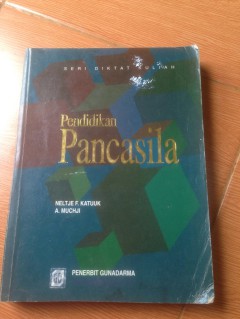 SERI DIKTAT KULIAH
Pendidikan
Pancasila
NELTJE F. KATUUK
A. MUCHJI
PENERBIT GUNADARMA